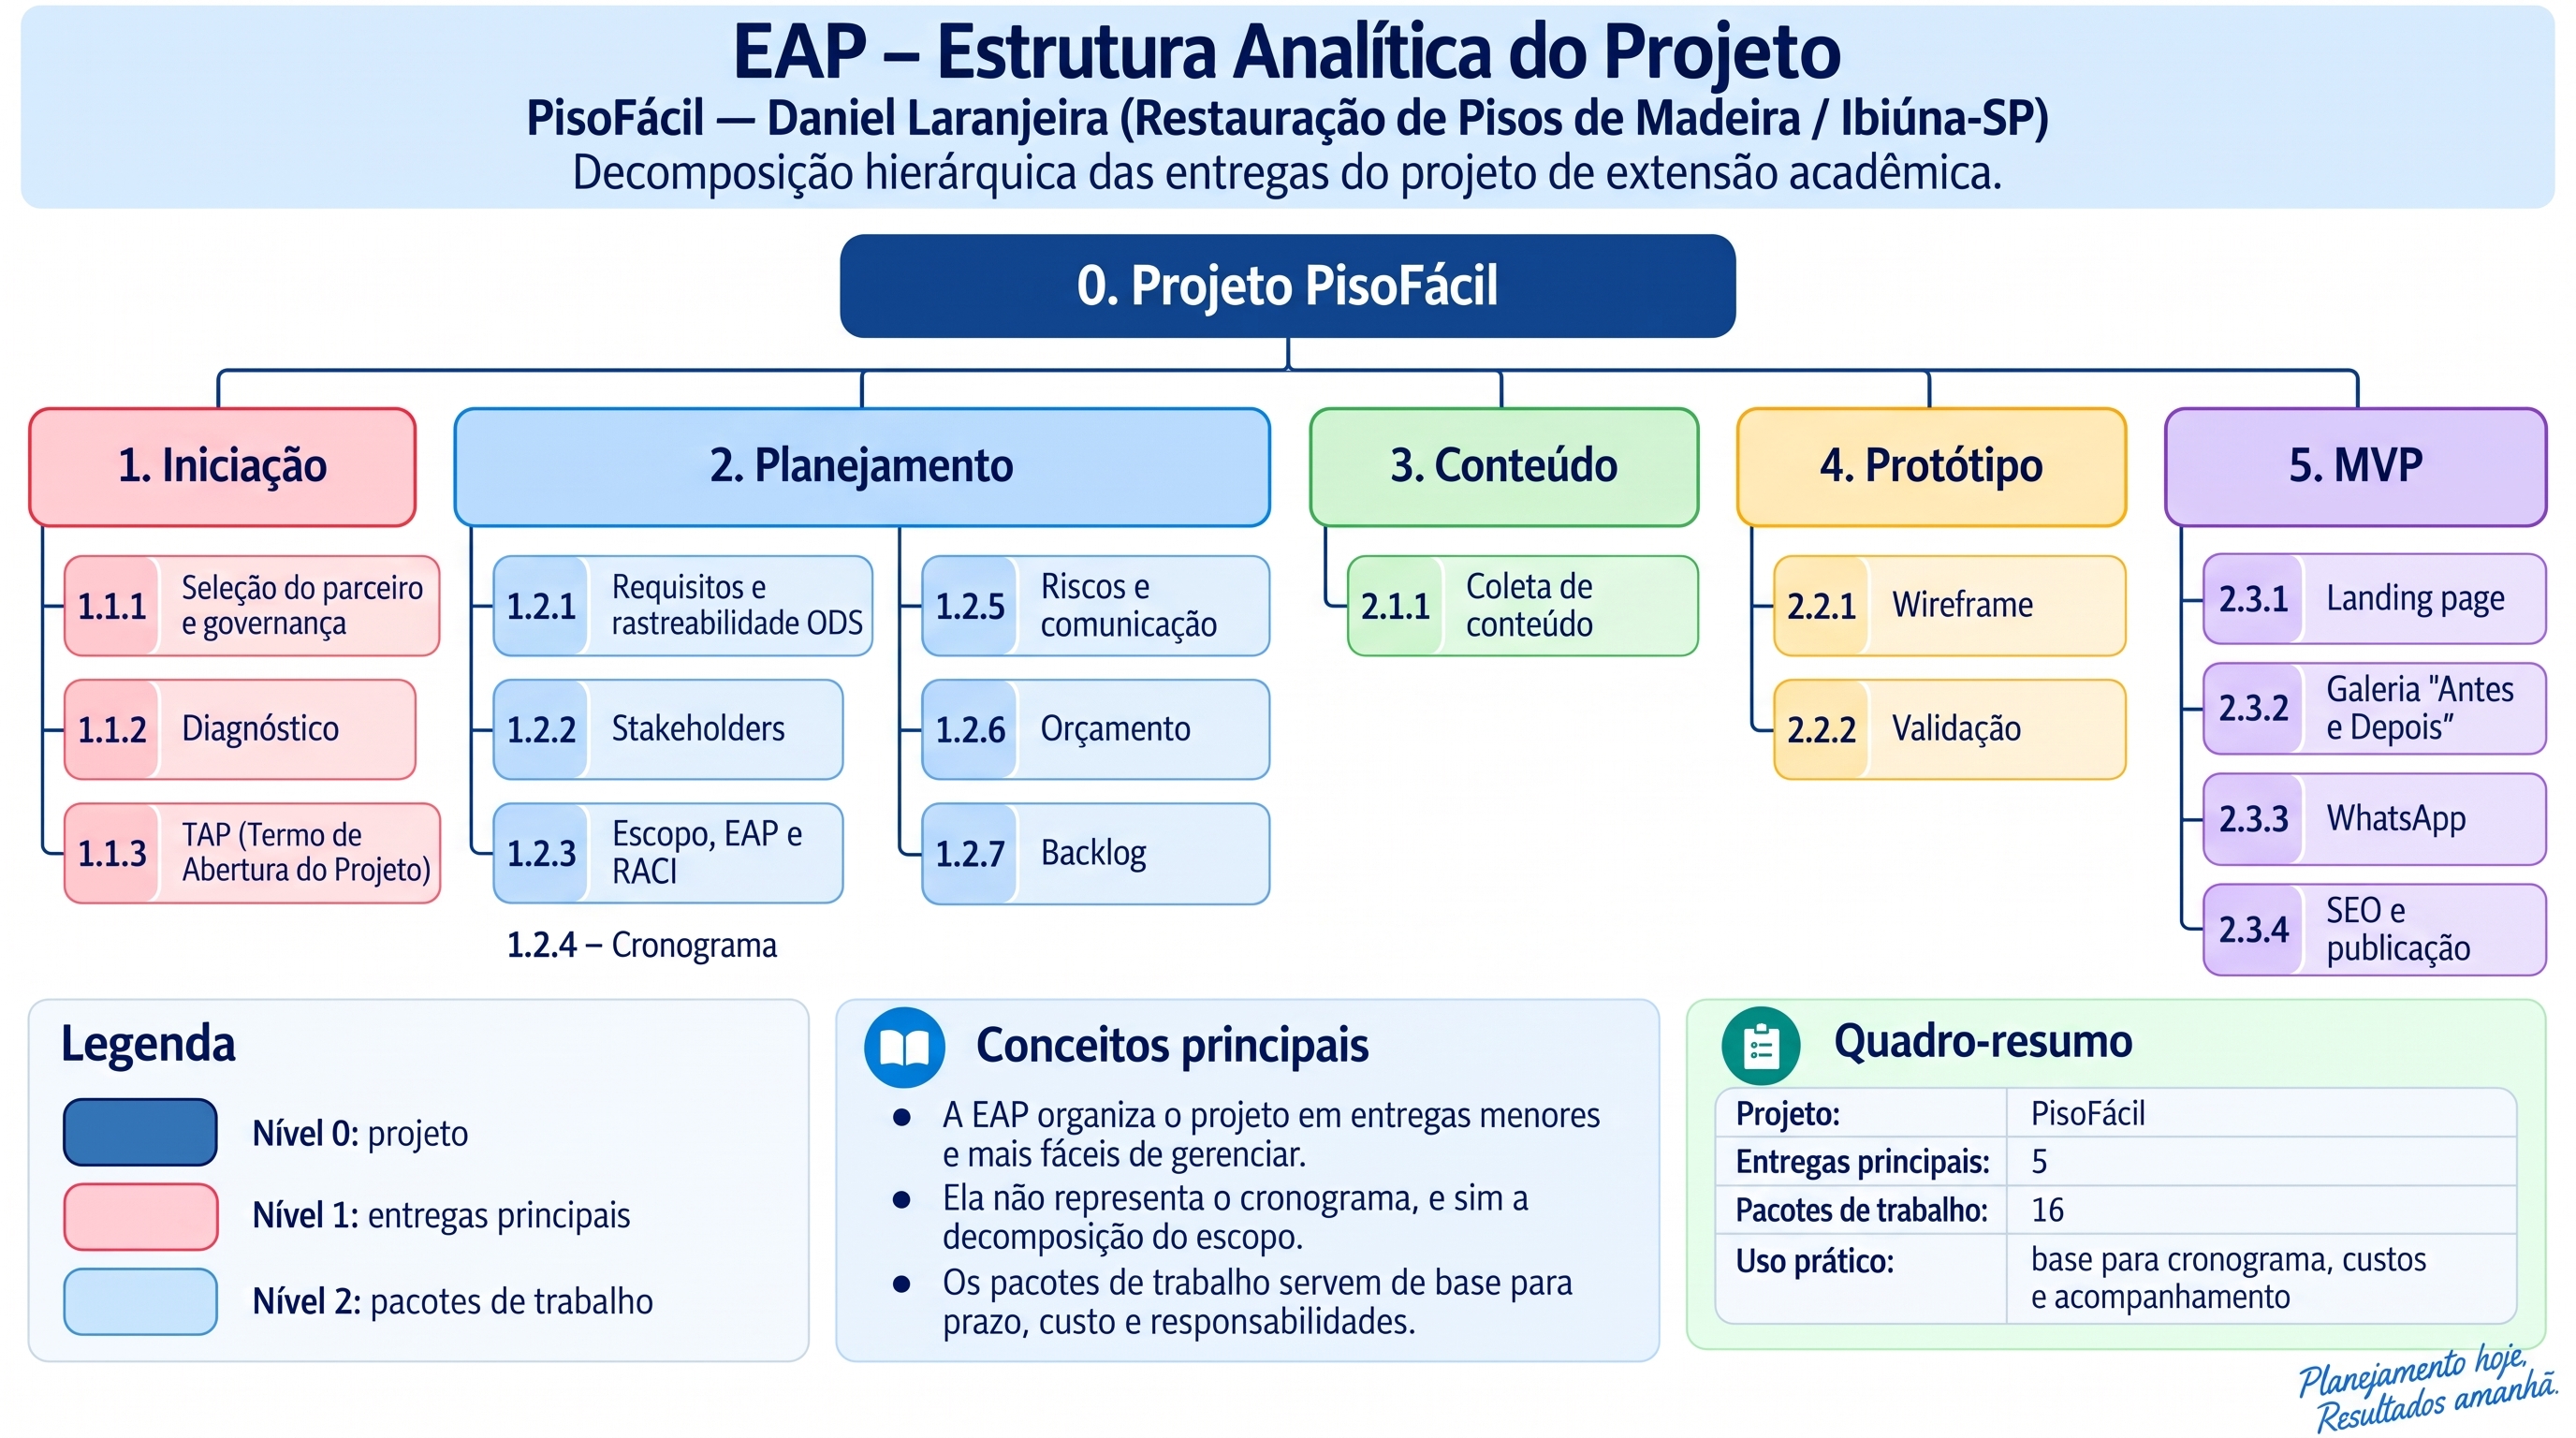 EAP – Estrutura Analítica do Projeto
PisoFácil — Daniel Laranjeira (Restauração de Pisos de Madeira / Ibiúna-SP)
Decomposição hierárquica das entregas do projeto de extensão acadêmica.
0. Projeto PisoFácil
1. Iniciação
1.1.1 Seleção do parceiro
e governança
1.1.2 Diagnóstico
1.1.3 TAP (Termo de
Abertura do Projeto)
2. Planejamento
1.2.1 Requisitos e
rastreabilidade ODS
1.2.2 Stakeholders
1.2.3 Escopo, EAP e
RACI
1.2.4 – Cronograma
1.2.5 Riscos e
comunicação
1.2.6 Orçamento
1.2.7 Backlog
3. Conteúdo
2.1.1 Coleta de
conteúdo
4. Protótipo
2.2.1 Wireframe
2.2.2 Validação
5. MVP
2.3.1 Landing page
2.3.2 Galeria "Antes
e Depois”
2.3.3 WhatsApp
2.3.4 SEO e
publicação
Legenda
Nível 0: projeto
Nível 1: entregas principais
Nível 2: pacotes de trabalho
Conceitos principais
● A EAP organiza o projeto em entregas menores
e mais fáceis de gerenciar.
● Ela não representa o cronograma, e sim a
decomposição do escopo.
● Os pacotes de trabalho servem de base para
prazo, custo e responsabilidades.
Quadro-resumo
Projeto: PisoFácil
Entregas principais: 5
Pacotes de trabalho: 16
Uso prático: base para cronograma, custos
e acompanhamento
Planejamento hoje,
Resultados amanhã.